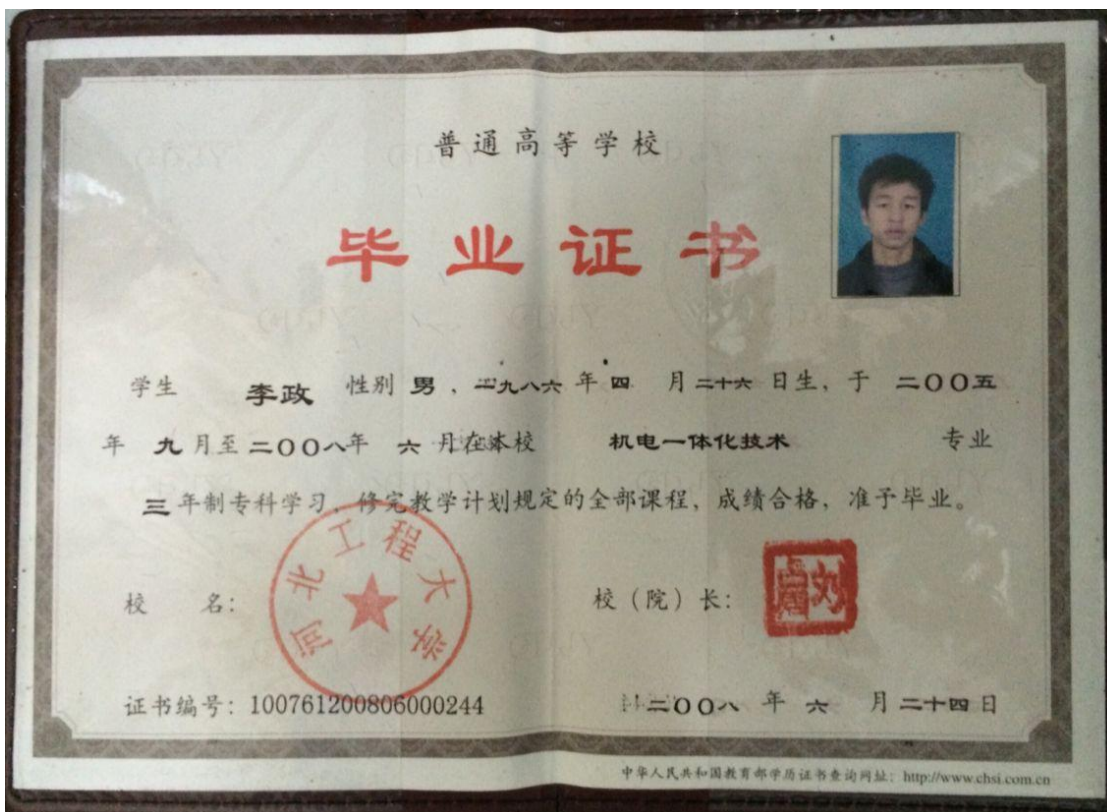 普通高等学校
毕业证书
学生 李政 性别 男，一九八六 年 四 月 二十六 日生，于 二〇〇五
年 九 月至 二〇〇八 年 六 月在本校 机电一体化技术 专业
三 年制专科学习，修完教学计划规定的全部课程，成绩合格，准予毕业。
河北工程大学
校 名： 校（院）长：
证书编号：100761200806000244 二〇〇八 年 六 月 二十四 日
中华人民共和国教育部学历证书查询网址：http://www.chsi.com.cn